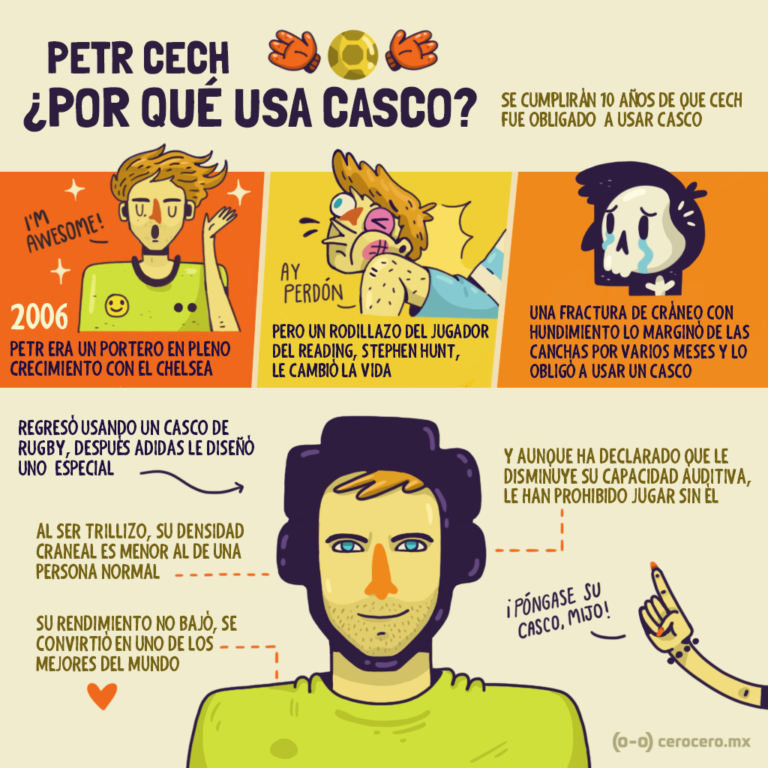 PETR CECH
¿POR QUÉ USA CASCO?
SE CUMPLIRÁN 10 AÑOS DE QUE CECH
FUE OBLIGADO A USAR CASCO
I'M
AWESOME!
2006
PETR ERA UN PORTERO EN PLENO
CRECIMIENTO CON EL CHELSEA
AY
PERDÓN
PERO UN RODILLAZO DEL JUGADOR
DEL READING, STEPHEN HUNT,
LE CAMBIÓ LA VIDA
UNA FRACTURA DE CRÁNEO CON
HUNDIMIENTO LO MARGINÓ DE LAS
CANCHAS POR VARIOS MESES Y LO
OBLIGÓ A USAR UN CASCO
REGRESÓ USANDO UN CASCO DE
RUGBY, DESPUÉS ADIDAS LE DISEÑÓ
UNO ESPECIAL
Y AUNQUE HA DECLARADO QUE LE
DISMINUYE SU CAPACIDAD AUDITIVA,
LE HAN PROHIBIDO JUGAR SIN ÉL
AL SER TRILLIZO, SU DENSIDAD
CRANEAL ES MENOR AL DE UNA
PERSONA NORMAL
¡PÓNGASE SU
CASCO, MIJO!
SU RENDIMIENTO NO BAJÓ, SE
CONVIRTIÓ EN UNO DE LOS
MEJORES DEL MUNDO
(o-o) cerocero.mx